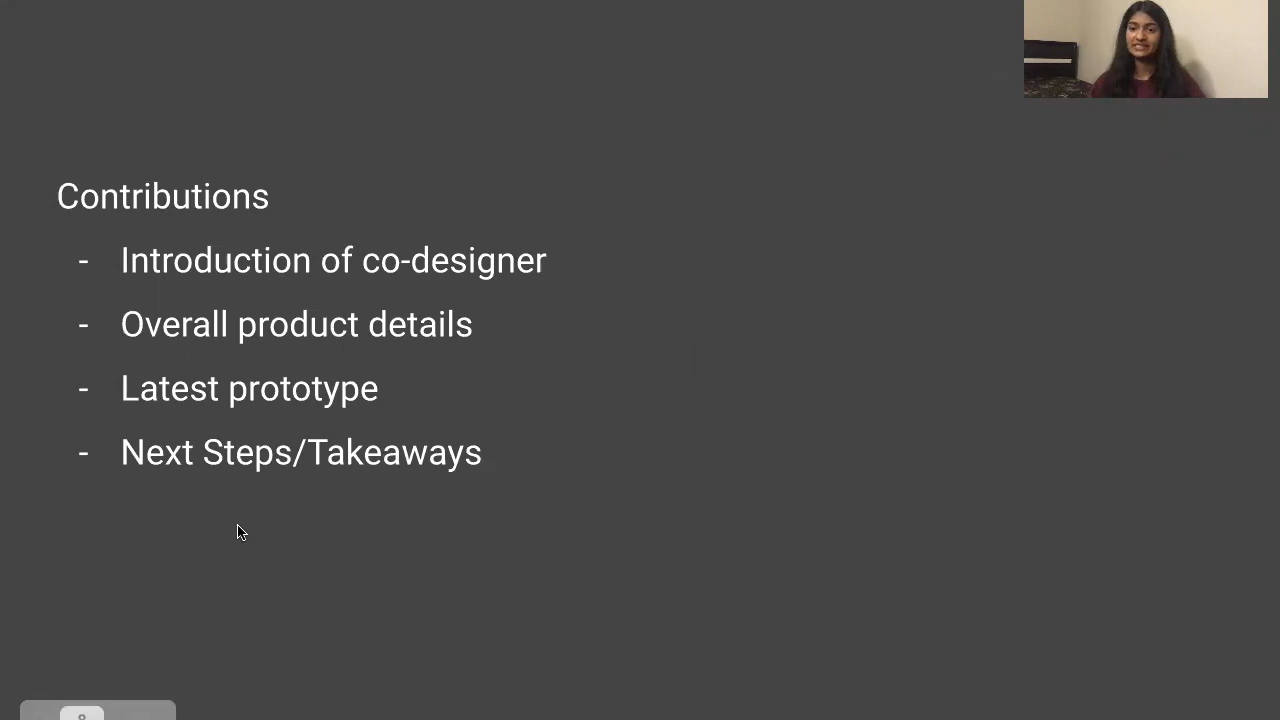 Contributions
- Introduction of co-designer
- Overall product details
- Latest prototype
- Next Steps/Takeaways